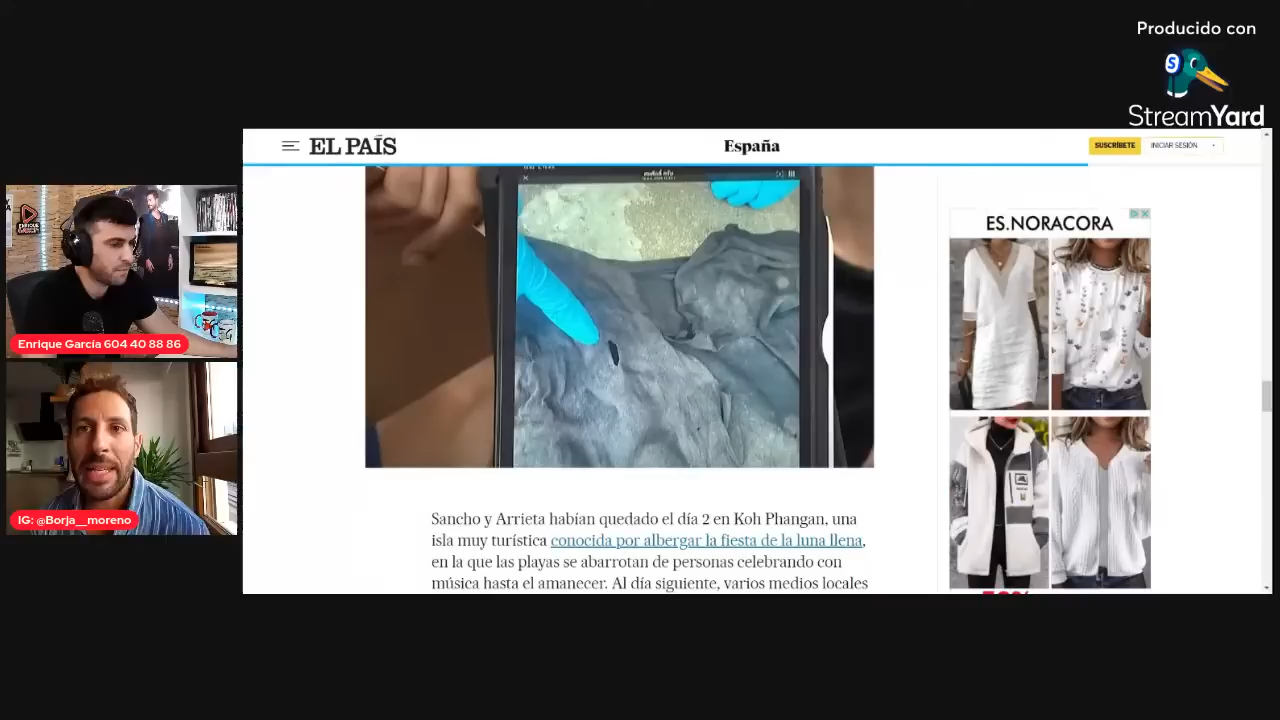 Producido con
StreamYard
EL PAÍS
España
SUSCRÍBETE
INICIAR SESIÓN
ES.NORACORA
Enrique García 604 40 88 86
IG: @Borja__moreno
Sancho y Arrieta habían quedado el día 2 en Koh Phangan, una
isla muy turística conocida por albergar la fiesta de la luna llena,
en la que las playas se abarrotan de personas celebrando con
música hasta el amanecer. Al día siguiente, varios medios locales